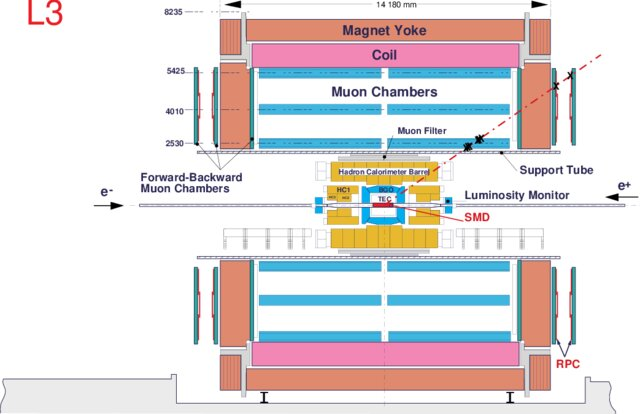 L3
14 180 mm
8235
Magnet Yoke
Coil
5425
Muon Chambers
4010
2530
Muon Filter
Forward-Backward
Muon Chambers
Hadron Calorimeter Barrel
Support Tube
HC1
BGO
TEC
Luminosity Monitor
e-
e+
SMD
RPC